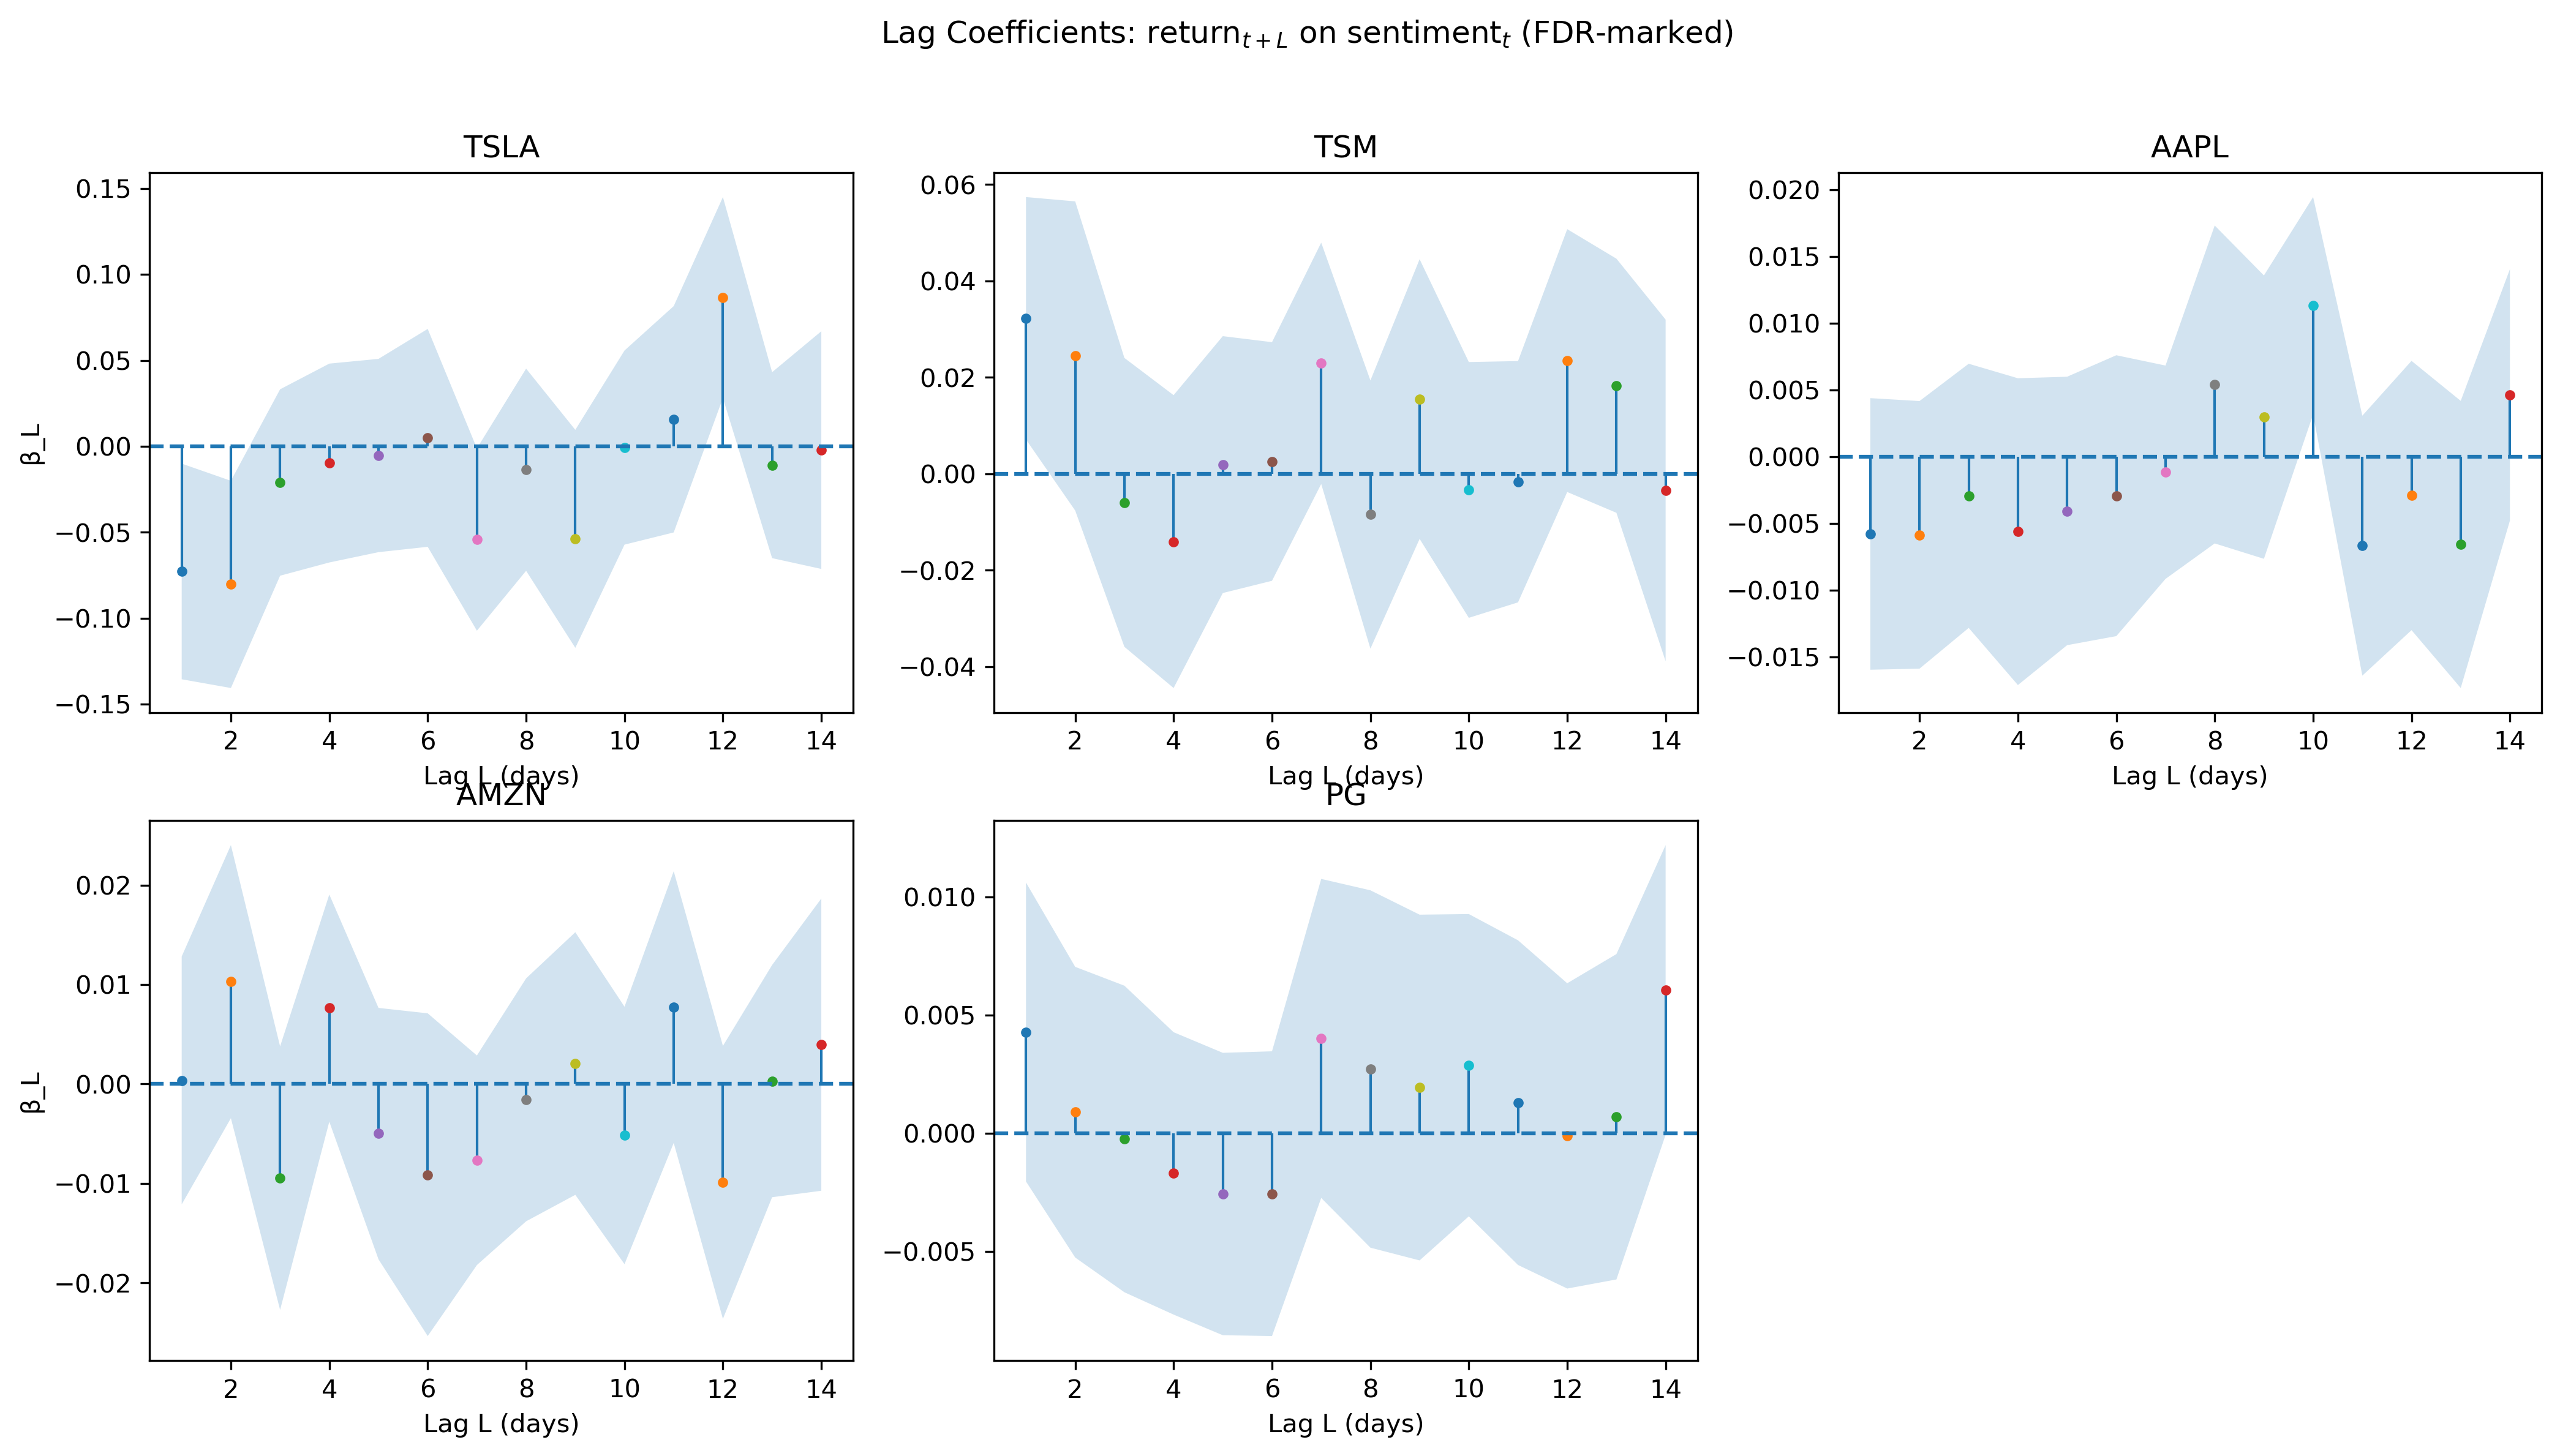 Lag Coefficients: return_{t+L} on sentiment_t (FDR-marked)
TSLA
0.15
0.10
0.05
0.00
−0.05
−0.10
−0.15
β_L
2 4 6 8 10 12 14
Lag L (days)
TSM
0.06
0.04
0.02
0.00
−0.02
−0.04
2 4 6 8 10 12 14
Lag L (days)
AAPL
0.020
0.015
0.010
0.005
0.000
−0.005
−0.010
−0.015
2 4 6 8 10 12 14
Lag L (days)
AMZN
0.02
0.01
0.00
−0.01
−0.02
β_L
2 4 6 8 10 12 14
Lag L (days)
PG
0.010
0.005
0.000
−0.005
2 4 6 8 10 12 14
Lag L (days)